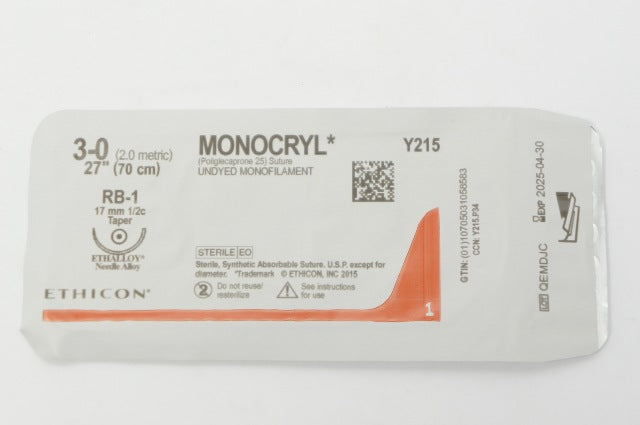 3-0 (2.0 metric)
27" (70 cm)
RB-1
17 mm 1/2c
Taper
ETHALLOY®
Needle Alloy
ETHICON®
MONOCRYL*
(Poliglecaprone 25) Suture
UNDYED MONOFILAMENT
Y215
STERILE EO
Sterile, Synthetic Absorbable Suture, U.S.P. except for
diameter. *Trademark © ETHICON, INC 2015
2 Do not reuse/
resterilize
See instructions
for use
1
GTIN: (01)10705031058583
CCN: Y215.P34
EXP 2025-04-30
LOT QEMDJC